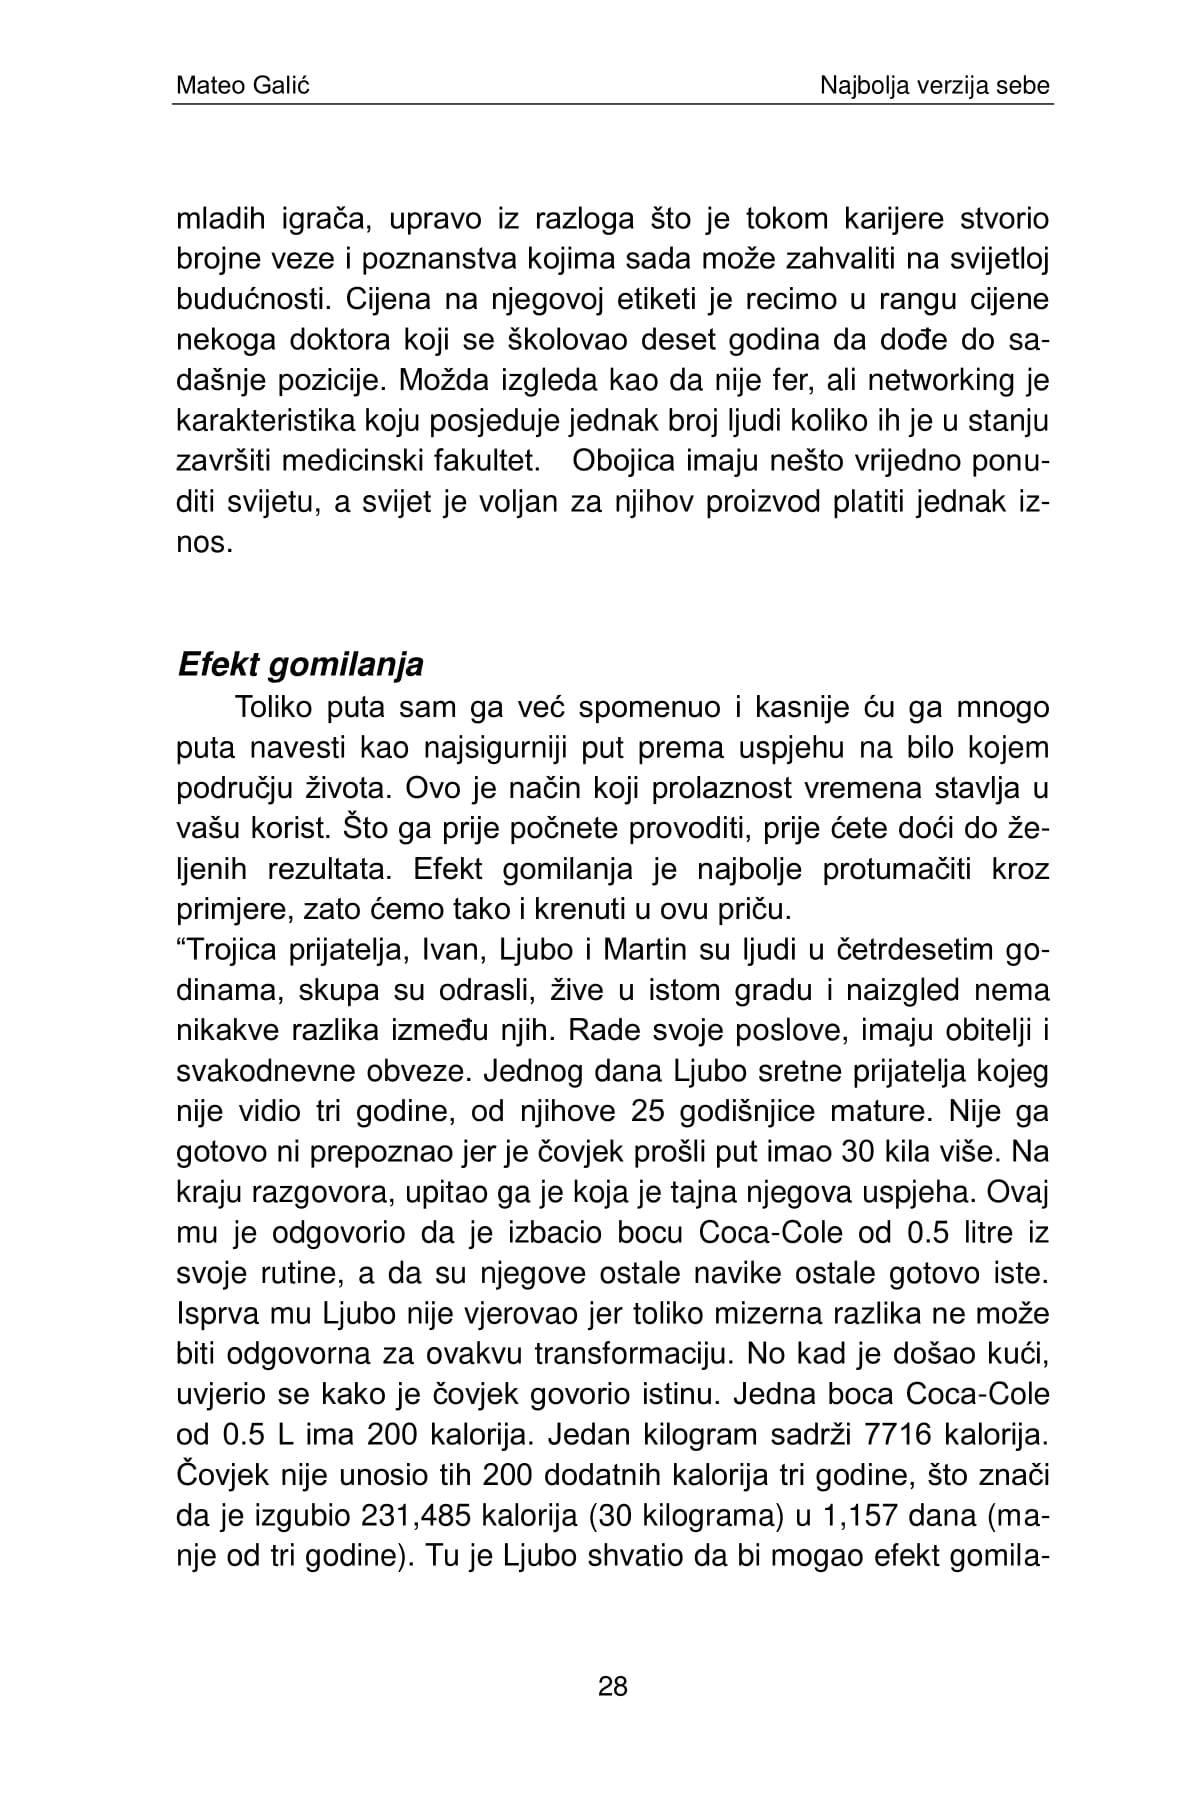 Mateo Galić Najbolja verzija sebe
mladih igrača, upravo iz razloga što je tokom karijere stvorio
brojne veze i poznanstva kojima sada može zahvaliti na svijetloj
budućnosti. Cijena na njegovoj etiketi je recimo u rangu cijene
nekoga doktora koji se školovao deset godina da dođe do sa-
dašnje pozicije. Možda izgleda kao da nije fer, ali networking je
karakteristika koju posjeduje jednak broj ljudi koliko ih je u stanju
završiti medicinski fakultet. Obojica imaju nešto vrijedno ponu-
diti svijetu, a svijet je voljan za njihov proizvod platiti jednak iz-
nos.
Efekt gomilanja
Toliko puta sam ga već spomenuo i kasnije ću ga mnogo
puta navesti kao najsigurniji put prema uspjehu na bilo kojem
području života. Ovo je način koji prolaznost vremena stavlja u
vašu korist. Što ga prije počnete provoditi, prije ćete doći do že-
ljenih rezultata. Efekt gomilanja je najbolje protumačiti kroz
primjere, zato ćemo tako i krenuti u ovu priču.
“Trojica prijatelja, Ivan, Ljubo i Martin su ljudi u četrdesetim go-
dinama, skupa su odrasli, žive u istom gradu i naizgled nema
nikakve razlika između njih. Rade svoje poslove, imaju obitelji i
svakodnevne obveze. Jednog dana Ljubo sretne prijatelja kojeg
nije vidio tri godine, od njihove 25 godišnjice mature. Nije ga
gotovo ni prepoznao jer je čovjek prošli put imao 30 kila više. Na
kraju razgovora, upitao ga je koja je tajna njegova uspjeha. Ovaj
mu je odgovorio da je izbacio bocu Coca-Cole od 0.5 litre iz
svoje rutine, a da su njegove ostale navike ostale gotovo iste.
Isprva mu Ljubo nije vjerovao jer toliko mizerna razlika ne može
biti odgovorna za ovakvu transformaciju. No kad je došao kući,
uvjerio se kako je čovjek govorio istinu. Jedna boca Coca-Cole
od 0.5 L ima 200 kalorija. Jedan kilogram sadrži 7716 kalorija.
Čovjek nije unosio tih 200 dodatnih kalorija tri godine, što znači
da je izgubio 231,485 kalorija (30 kilograma) u 1,157 dana (ma-
nje od tri godine). Tu je Ljubo shvatio da bi mogao efekt gomila-
28